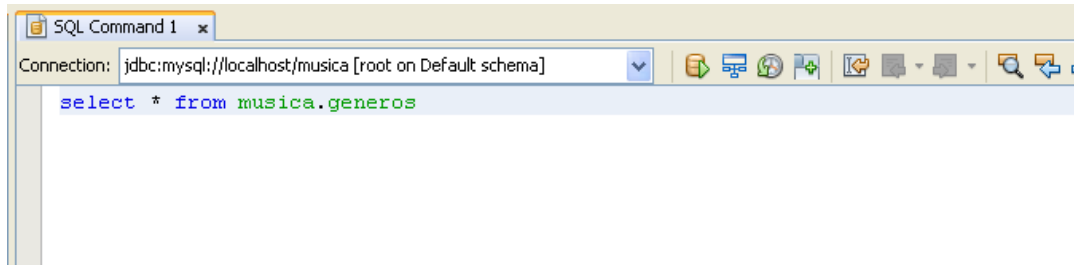 SQL Command 1 x
Connection: jdbc:mysql://localhost/musica [root on Default schema]
select * from musica.generos